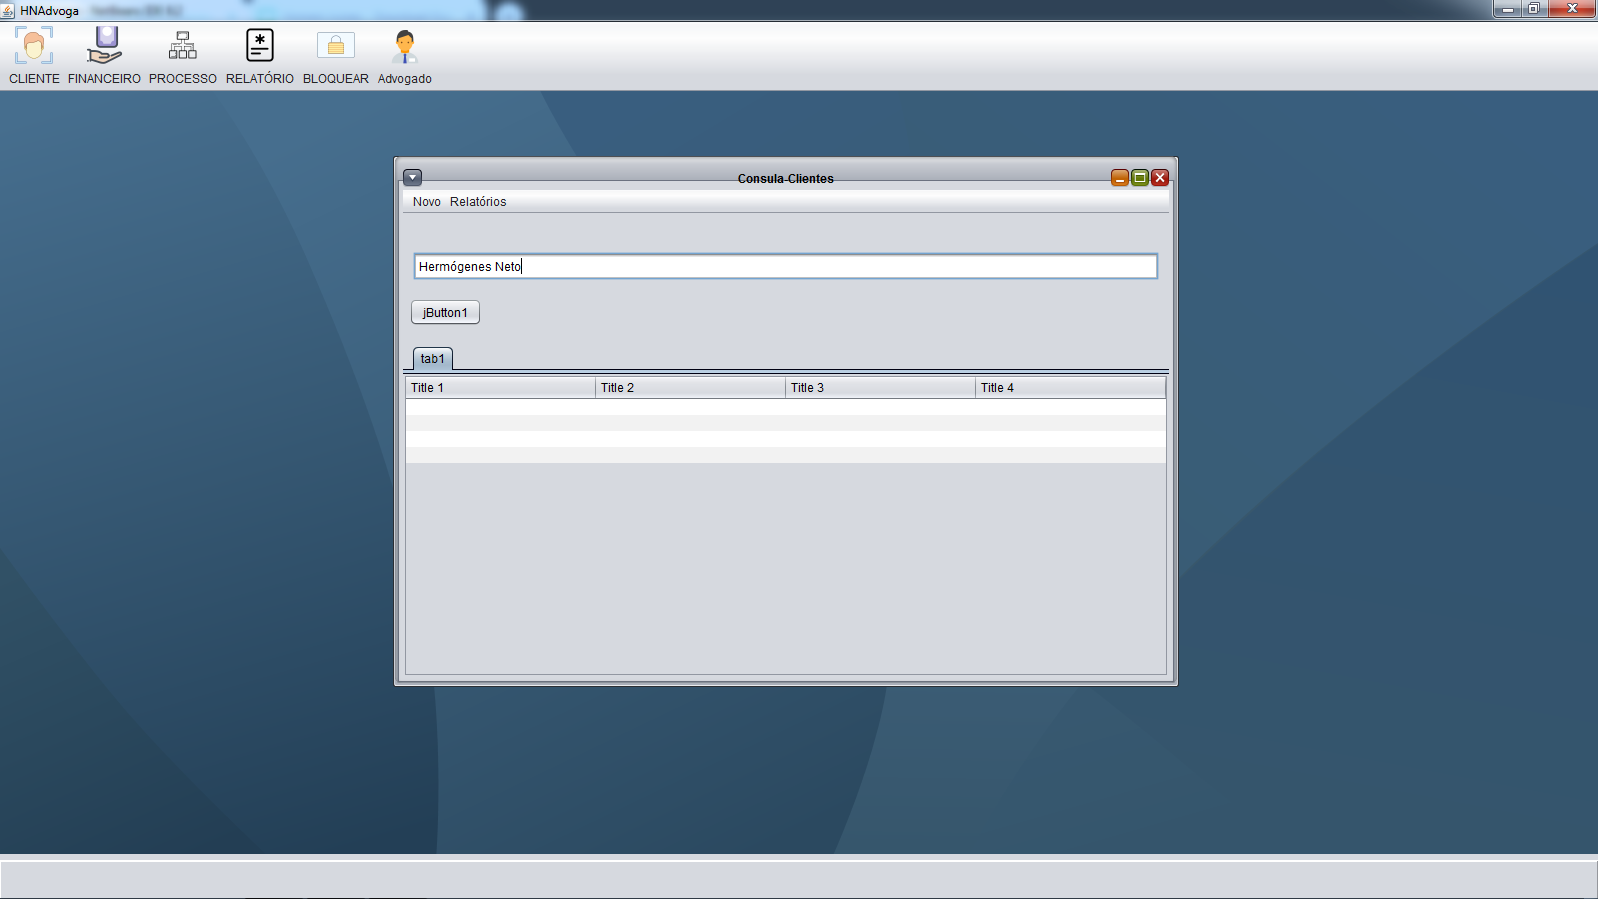 HNAdvoga
CLIENTE FINANCEIRO PROCESSO RELATÓRIO BLOQUEAR Advogado
Consula-Clientes
Novo Relatórios
Hermógenes Neto
jButton1
tab1
Title 1 Title 2 Title 3 Title 4